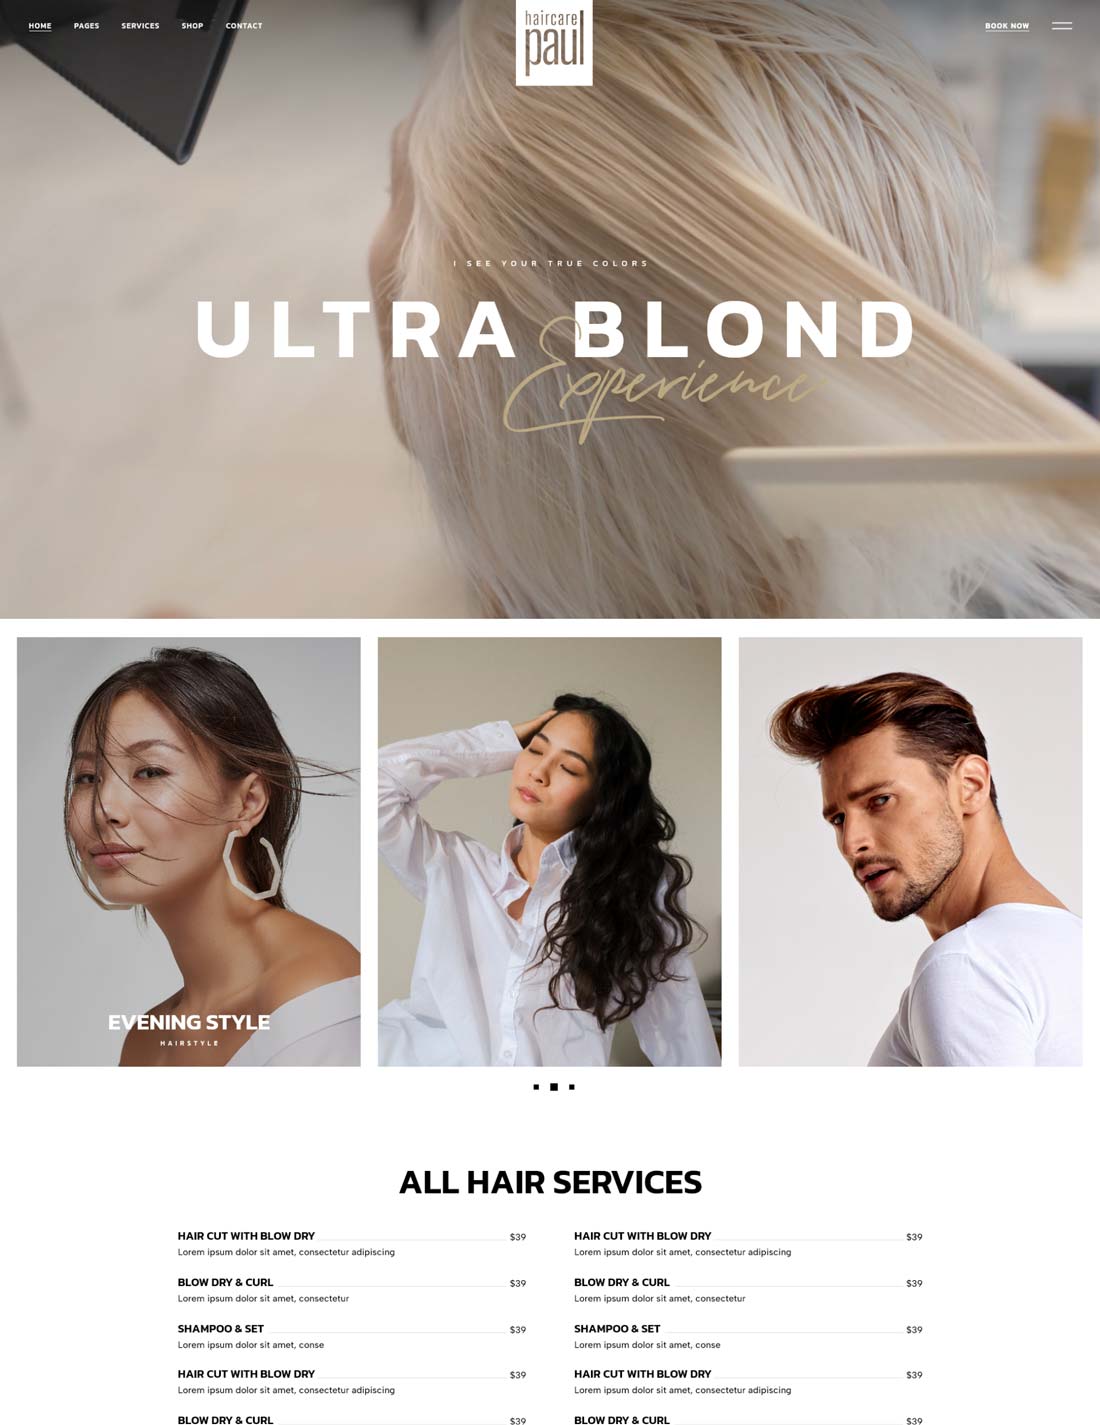 HOME PAGES SERVICES SHOP CONTACT
haircare
paul
BOOK NOW
I SEE YOUR TRUE COLORS
ULTRA BLOND
Experience
EVENING STYLE
HAIRSTYLE
ALL HAIR SERVICES
HAIR CUT WITH BLOW DRY $39
Lorem ipsum dolor sit amet, consectetur adipiscing
BLOW DRY & CURL $39
Lorem ipsum dolor sit amet, consectetur
SHAMPOO & SET $39
Lorem ipsum dolor sit amet, conse
HAIR CUT WITH BLOW DRY $39
Lorem ipsum dolor sit amet, consectetur adipiscing
BLOW DRY & CURL $39
HAIR CUT WITH BLOW DRY $39
Lorem ipsum dolor sit amet, consectetur adipiscing
BLOW DRY & CURL $39
Lorem ipsum dolor sit amet, consectetur
SHAMPOO & SET $39
Lorem ipsum dolor sit amet, conse
HAIR CUT WITH BLOW DRY $39
Lorem ipsum dolor sit amet, consectetur adipiscing
BLOW DRY & CURL $39